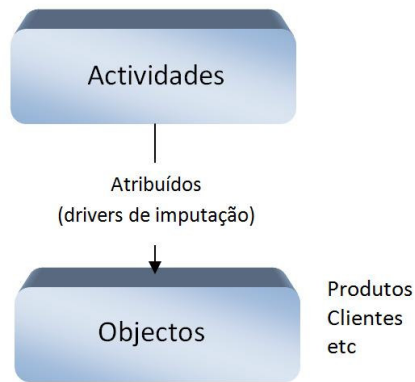 Actividades
Atribuídos
(drivers de imputação)
Objectos
Produtos
Clientes
etc